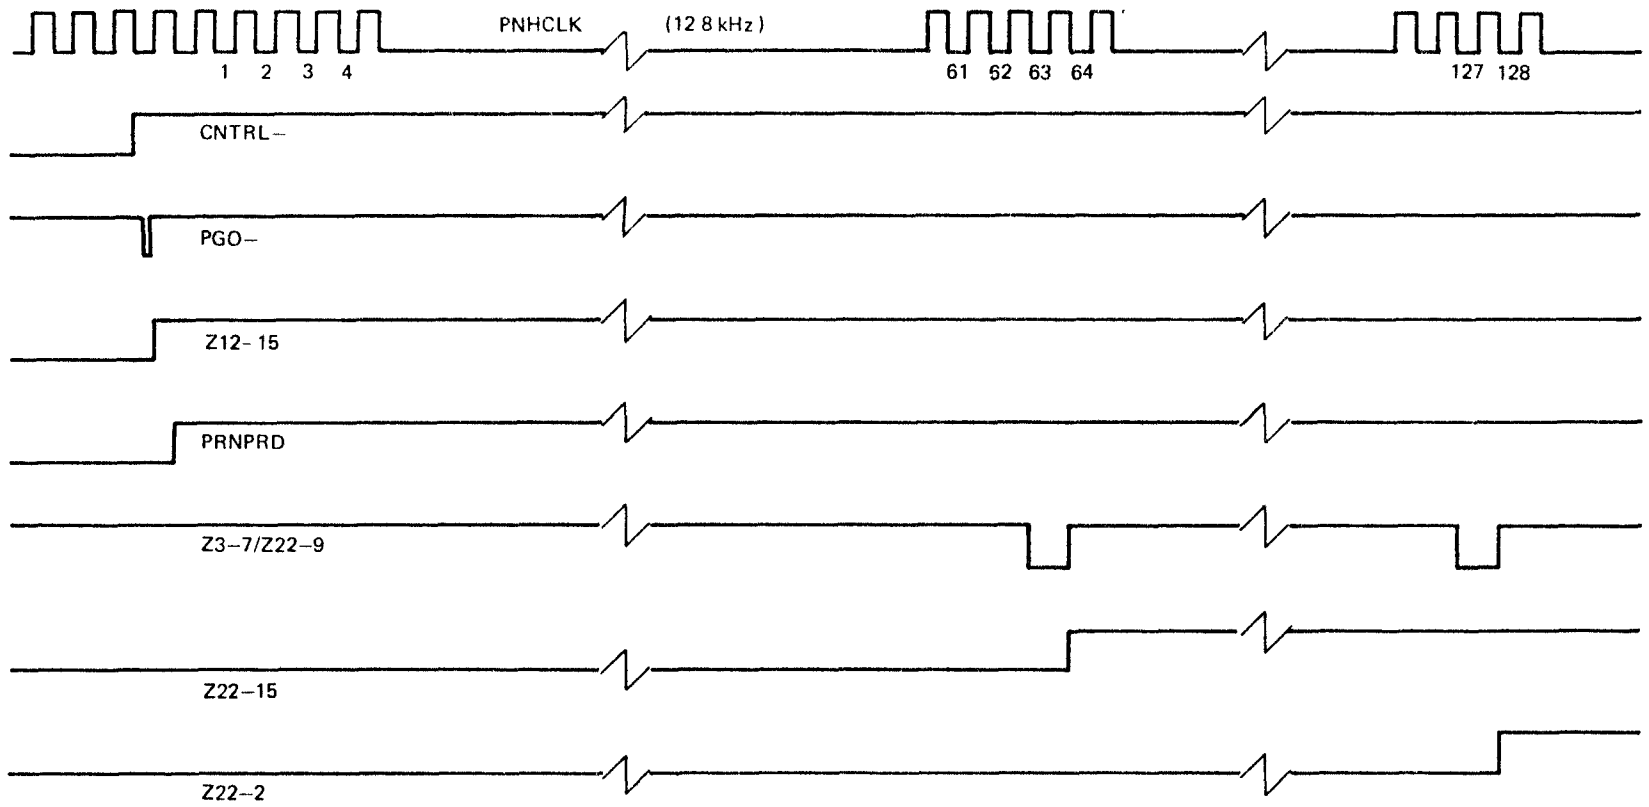 PNHCLK (12 8 kHz)
1 2 3 4 61 62 63 64 127 128
CNTRL–
PGO–
Z12-15
PRNPRD
Z3–7/Z22–9
Z22–15
Z22–2